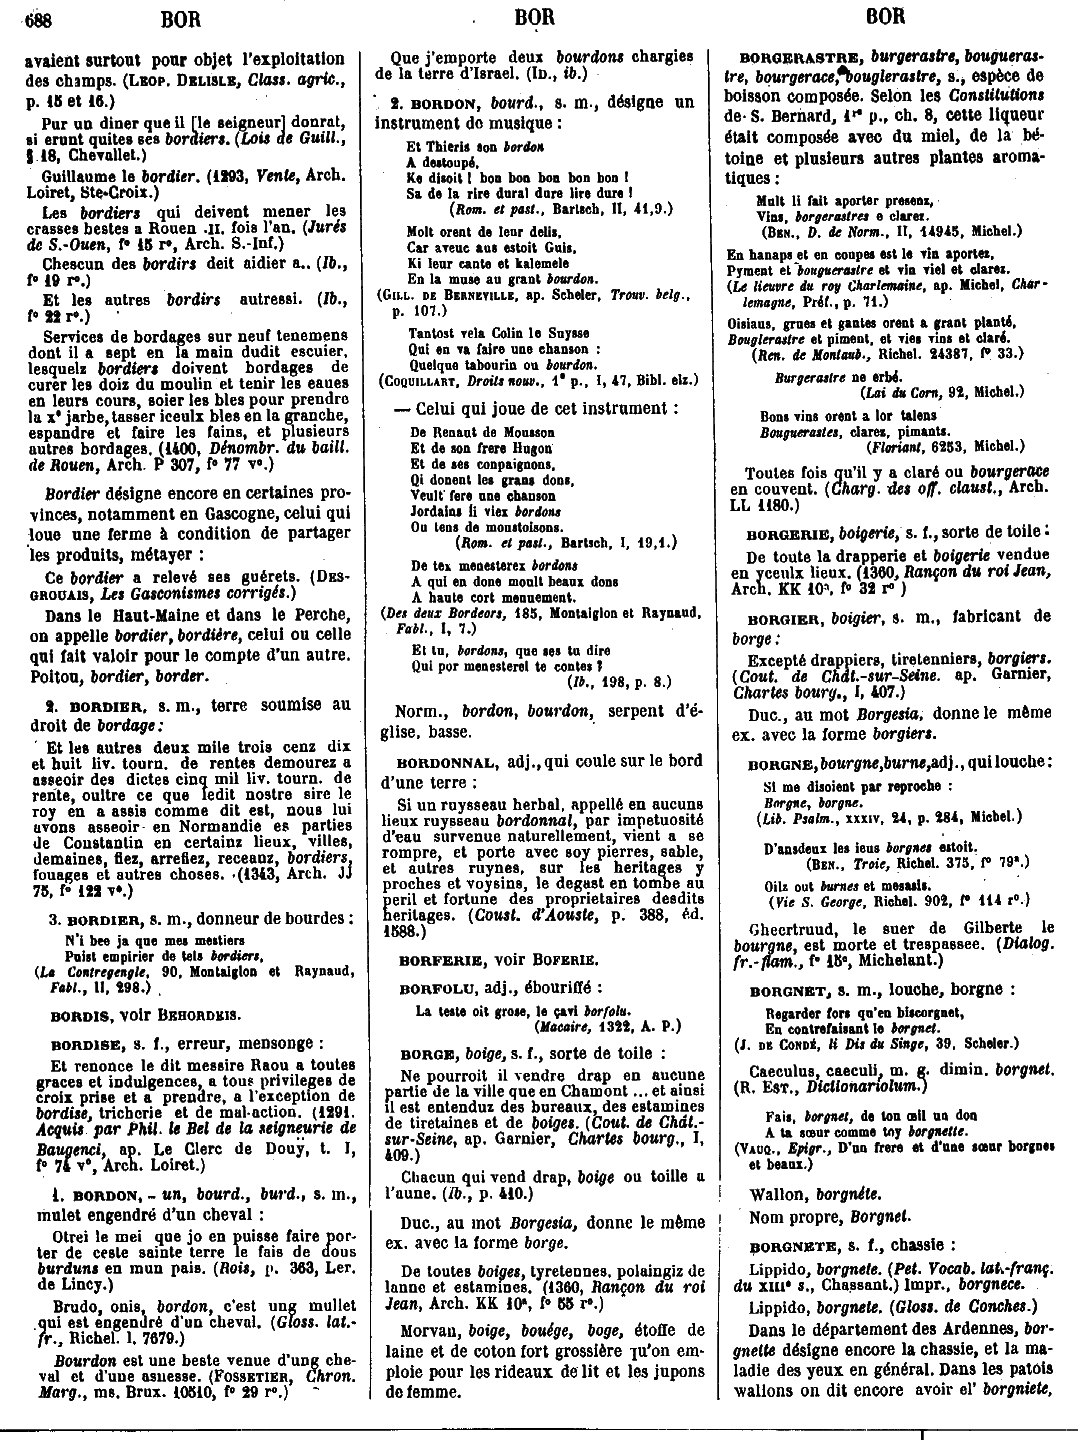 688 BOR BOR BOR
avaient surtout pour objet l'exploitation
des champs. (LEOP. DELISLE, Class. agric.,
p. 15 et 16.)
Pur un diner que il [le seigneur] donrat,
si erunt quites ses bordiers. (Lois de Guill.,
§ 18, Chevallet.)
Guillaume le bordier. (1293, Vente, Arch.
Loiret, Ste-Croix.)
Les bordiers qui deivent mener les
crasses bestes a Rouen .II. fois l'an. (Jurés
de S.-Ouen, f° 15 r°, Arch. S.-Inf.)
Chescun des bordirs deit aidier a.. (Ib.,
f° 19 r°.)
Et les autres bordirs autressi. (Ib.,
f° 22 r°.)
Services de bordages sur neuf tenemens
dont il a sept en la main dudit escuier,
lesquelz bordiers doivent bordages de
curer les doiz du moulin et tenir les eaues
en leurs cours, soier les bles pour prendre
la x° jarbe, tasser iceulx bles en la granche,
espandre et faire les fains, et plusieurs
autres bordages. (1400, Dénombr. du baill.
de Rouen, Arch. P 307, f° 77 v°.)
Bordier désigne encore en certaines pro-
vinces, notamment en Gascogne, celui qui
loue une ferme à condition de partager
les produits, métayer :
Ce bordier a relevé ses guérets. (DES-
GROUAIS, Les Gasconismes corrigés.)
Dans le Haut-Maine et dans le Perche,
on appelle bordier, bordière, celui ou celle
qui fait valoir pour le compte d'un autre.
Poitou, bordier, border.
2. BORDIER, s. m., terre soumise au
droit de bordage :
Et les autres deux mile trois cenz dix
et huit liv. tourn. de rentes demourez a
asseoir des dictes cinq mil liv. tourn. de
rente, oultre ce que ledit nostre sire le
roy en a assis comme dit est, nous lui
avons asseoir en Normandie es parties
de Constantin en certainz lieux, villes,
demaines, fiez, arrefiez, receanz, bordiers,
fouages et autres choses. (1343, Arch. JJ
75, f° 122 v°.)
3. BORDIER, s. m., donneur de bourdes :
N'i bee ja que mes mestiers
Puist empirier de tels bordiers,
(La Contregengle, 90, Montaiglon et Raynaud,
Fabl., II, 298.)
BORDIS, voir BEHORDEIS.
BORDISE, s. f., erreur, mensonge :
Et renonce le dit messire Raou a toutes
graces et indulgences, a tous privileges de
croix prise et a prendre, a l'exception de
bordise, tricherie et de mal-action. (1291.
Acquis par Phil. le Bel de la seigneurie de
Baugenci, ap. Le Clerc de Douÿ, t. I,
f° 74 v°, Arch. Loiret.)
1. BORDON, - un, bourd., burd., s. m.,
mulet engendré d'un cheval :
Otrei le mei que jo en puisse faire por-
ter de ceste sainte terre le fais de dous
burduns en mun pais. (Rois, p. 363, Ler.
de Lincy.)
Brudo, onis, bordon, c'est ung mullet
qui est engendré d'un cheval. (Gloss. lat.-
fr., Richel. l. 7679.)
Bourdon est une beste venue d'ung che-
val et d'une asnesse. (FOSSETIER, Chron.
Marg., ms. Brux. 10510, f° 29 r°.)
Que j'emporte deux bourdons chargies
de la terre d'Israel. (ID., ib.)
2. BORDON, bourd., s. m., désigne un
instrument de musique :
Et Thieris son bordon
A destoupé,
Ke disoit ! bon bon bon bon bon !
Sa de la rire dural dure lire dure !
(Rom. et past., Bartsch, II, 41,9.)
Molt orent de leur delis,
Car avenc aus estoit Guis,
Ki leur cante et kalemele
En la muse au grant bourdon.
(GILL. DE BERNEVILLE, ap. Scheler, Trouv. belg.,
p. 107.)
Tantost vela Colin le Suysse
Qui en va faire une chanson :
Quelque tabourin ou bourdon.
(COQUILLART, Droits nouv., 1° p., I, 47, Bibl. elz.)
— Celui qui joue de cet instrument :
De Renaut de Mousson
Et de son frere Hugon
Et de ses conpaignons,
Qi donent les grans dons,
Veult fere une chanson
Jordains li viex bordons
Ou tens de moustoisons.
(Rom. et past., Bartsch, I, 19,1.)
De tex menesterex bordons
A qui en done moult beaux dons
A haute cort menuement.
(Des deux Bordeors, 185, Montaiglon et Raynaud,
Fabl., I, 7.)
Et tu, bordons, que ses tu dire
Qui por menesterel te contes ?
(Ib., 198, p. 8.)
Norm., bordon, bourdon, serpent d'é-
glise, basse.
BORDONNAL, adj., qui coule sur le bord
d'une terre :
Si un ruysseau herbal, appellé en aucuns
lieux ruysseau bordonnal, par impetuosité
d'eau survenue naturellement, vient a se
rompre, et porte avec soy pierres, sable,
et autres ruynes, sur les heritages y
proches et voysins, le degast en tombe au
peril et fortune des proprietaires desdits
heritages. (Coust. d'Aouste, p. 388, éd.
1588.)
BORFERIE, voir BOFERIE.
BORFOLU, adj., ébouriffé :
La teste oit grose, le çavi borfolu.
(Macaire, 1322, A. P.)
BORGE, boige, s. f., sorte de toile :
Ne pourroit il vendre drap en aucune
partie de la ville que en Chamont ... et ainsi
il est entenduz des bureaux, des estamines
de tiretaines et de boiges. (Cout. de Chât.-
sur-Seine, ap. Garnier, Chartes bourg., I,
409.)
Chacun qui vend drap, boige ou toille a
l'aune. (Ib., p. 410.)
Duc., au mot Borgesia, donne le même
ex. avec la forme borge.
De toutes boiges, tyretennes, polaingiz de
lanne et estamines. (1360, Rançon du roi
Jean, Arch. KK 10ª, f° 55 r°.)
Morvan, boige, bouége, boge, étoffe de
laine et de coton fort grossière qu'on em-
ploie pour les rideaux de lit et les jupons
de femme.
BORGERASTRE, burgerastre, bougueras-
tre, bourgerace, bouglerastre, s., espèce de
boisson composée. Selon les Constitutions
de S. Bernard, 1re p., ch. 8, cette liqueur
était composée avec du miel, de la bé-
toine et plusieurs autres plantes aroma-
tiques :
Mult li fait aporter presenz,
Vins, borgerastres e clarez.
(BEN., D. de Norm., II, 14945, Michel.)
En hanaps et en coupes est le vin aportez,
Pyment et bouguerastre et vin viel et clarez.
(Le lieuvre du roy Charlemaine, ap. Michel, Char-
lemagne, Préf., p. 71.)
Oisiaus, grues et gantes orent a grant planté,
Bouglerastre et piment, et vies vins et claré.
(Ren. de Montaub., Richel. 24387, f° 33.)
Burgerastre ne erbé.
(Lai du Corn, 92, Michel.)
Bons vins orent a lor talens
Bouguerastes, clarez, pimants.
(Floriant, 6253, Michel.)
Toutes fois qu'il y a claré ou bourgerace
en couvent. (Charg. des off. claust., Arch.
LL 1180.)
BORGERIE, boigerie, s. f., sorte de toile :
De toute la drapperie et boigerie vendue
en yceulx lieux. (1360, Rançon du roi Jean,
Arch. KK 10ª, f° 32 r°)
BORGIER, boigier, s. m., fabricant de
borge :
Excepté drappiers, tiretenniers, borgiers.
(Cout. de Chât.-sur-Seine. ap. Garnier,
Chartes bourg., I, 407.)
Duc., au mot Borgesia, donne le même
ex. avec la forme borgiers.
BORGNE, bourgne, burne, adj., qui louche :
Si me disoient par reproche :
Borgne, borgne.
(Lib. Psalm., XXXIV, 24, p. 284, Michel.)
D'ansdeux les ieus borgnes estoit.
(BEN., Troie, Richel. 375, f° 79ª.)
Oilz out burnes et mesasis.
(Vie S. George, Richel. 902, f° 114 r°.)
Gheertruud, le suer de Gilberte le
bourgne, est morte et trespassee. (Dialog.
fr.-flam., f° 15ᶜ, Michelant.)
BORGNET, s. m., louche, borgne :
Regarder fors qu'en biscorgnet,
En contrefaisant le borgnet.
(J. DE CONDÉ, li Dis du Singe, 39, Scheler.)
Caeculus, caeculi, m. g. dimin. borgnet.
(R. EST., Dictionariolum.)
Fais, borgnet, de ton œil un don
A ta sœur comme toy borgnette.
(VAUQ., Epigr., D'un frere et d'une sœur borgnes
et beaux.)
Wallon, borgnète.
Nom propre, Borgnet.
BORGNETE, s. f., chassie :
Lippido, borgnete. (Pet. Vocab. lat.-franç.
du XIII° s., Chassant.) Impr., borgnece.
Lippido, borgnete. (Gloss. de Conches.)
Dans le département des Ardennes, bor-
gnette désigne encore la chassie, et la ma-
ladie des yeux en général. Dans les patois
wallons on dit encore avoir el' borgniete,